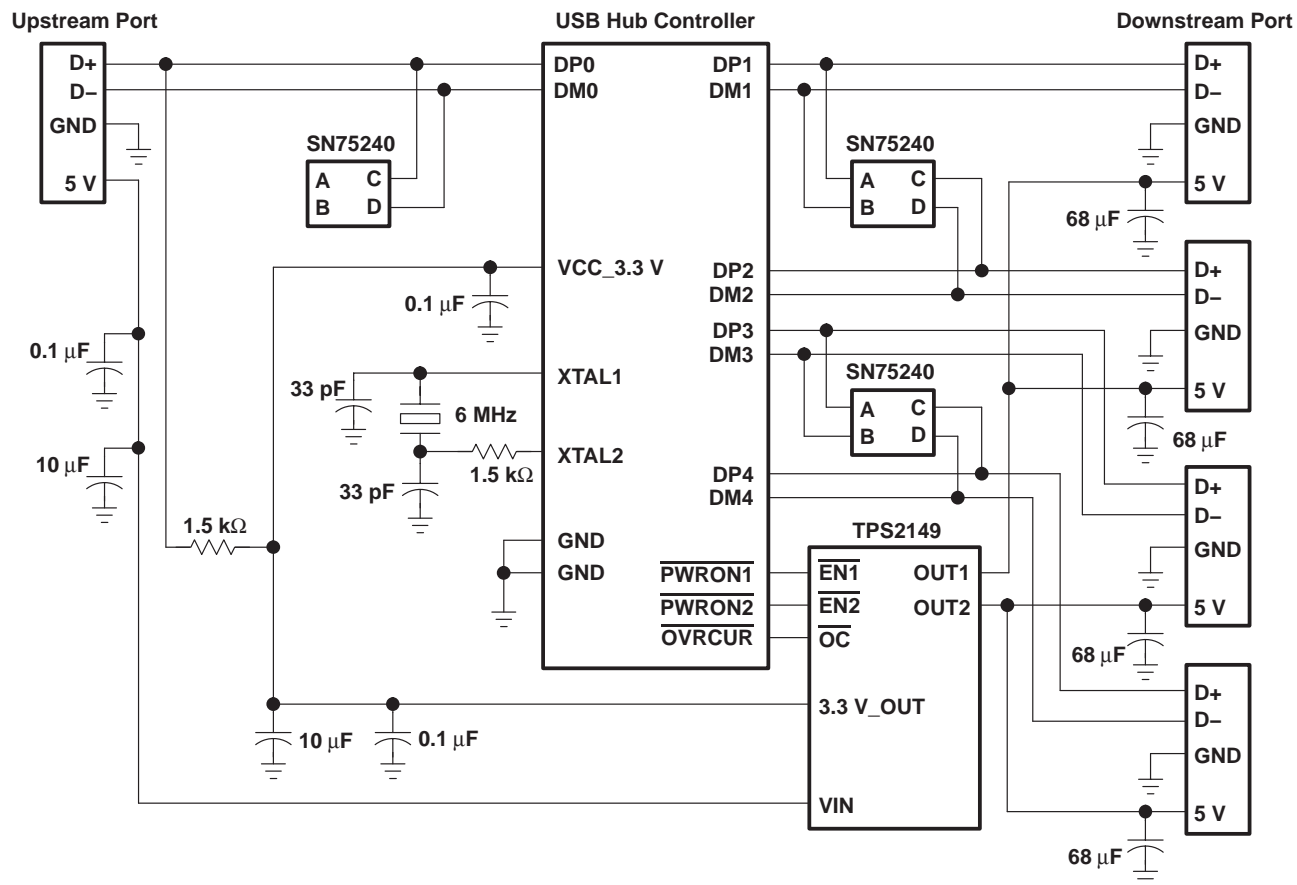 Upstream Port
USB Hub Controller
Downstream Port
D+
D−
GND
5 V
SN75240
A
B
C
D
0.1 μF
10 μF
1.5 kΩ
DP0
DM0
VCC_3.3 V
0.1 μF
XTAL1
33 pF
6 MHz
XTAL2
1.5 kΩ
33 pF
GND
GND
DP1
DM1
DP2
DM2
DP3
DM3
DP4
DM4
PWRON1
PWRON2
OVRCUR
SN75240
A
B
C
D
SN75240
A
B
C
D
TPS2149
EN1
EN2
OC
3.3 V_OUT
VIN
OUT1
OUT2
10 μF
0.1 μF
D+
D−
GND
5 V
68 μF
D+
D−
GND
5 V
68 μF
D+
D−
GND
5 V
68 μF
D+
D−
GND
5 V
68 μF